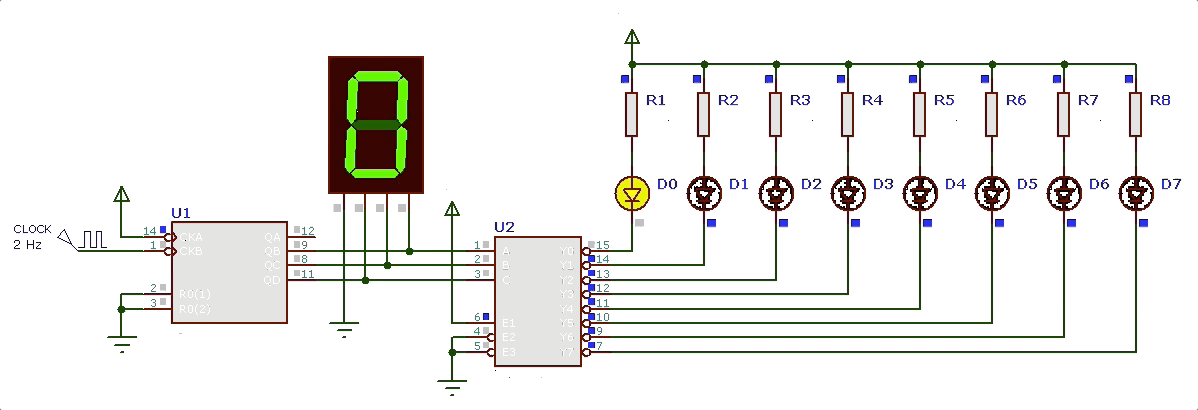 R1 R2 R3 R4 R5 R6 R7 R8
D0 D1 D2 D3 D4 D5 D6 D7
0
CLOCK
2 Hz
U1
14 CKA QA 12
1 CKB QB 9
QC 8
QD 11
2 R0(1)
3 R0(2)
U2
1 A Y0 15
2 B Y1 14
3 C Y2 13
Y3 12
Y4 11
6 E1 Y5 10
4 E2 Y6 9
5 E3 Y7 7